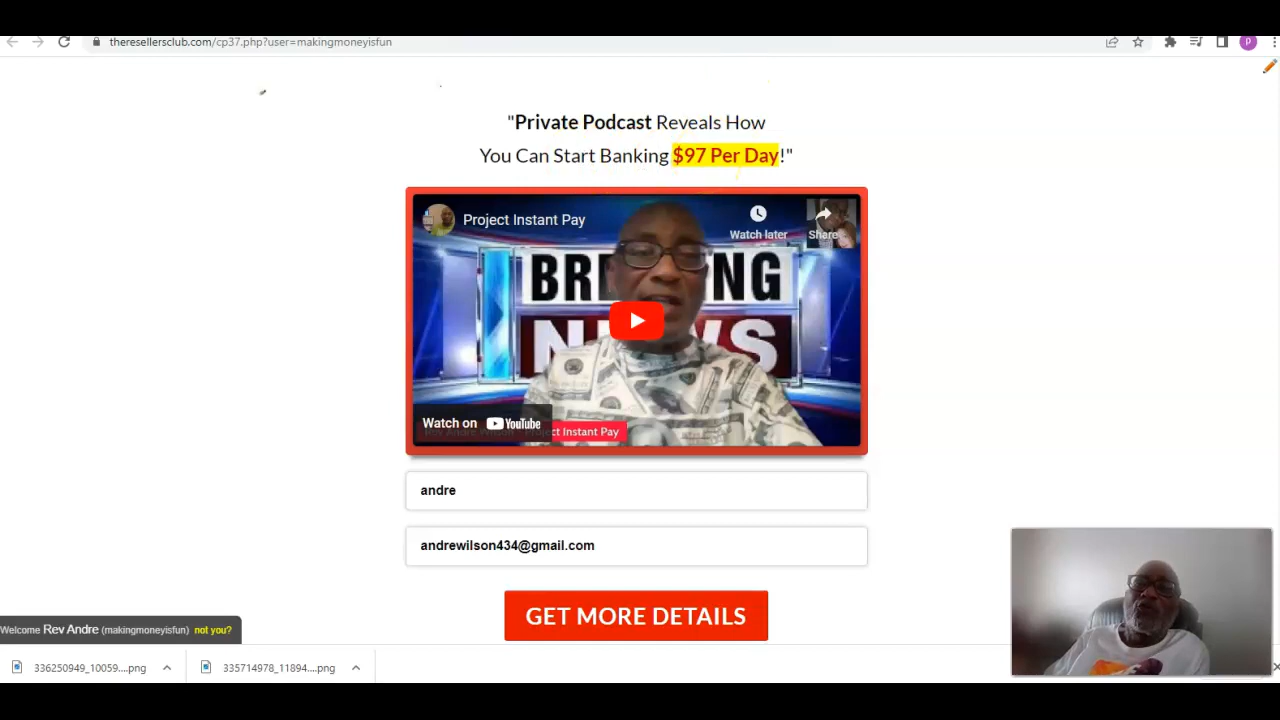 theresellersclub.com/cp37.php?user=makingmoneyisfun
P
"Private Podcast Reveals How
You Can Start Banking $97 Per Day!"
Project Instant Pay
Watch later
Share
BREAKING
NEWS
Watch on YouTube
ct Instant Pay
andre
andrewilson434@gmail.com
GET MORE DETAILS
Welcome Rev Andre (makingmoneyisfun) not you?
336250949_10059....png
335714978_11894....png